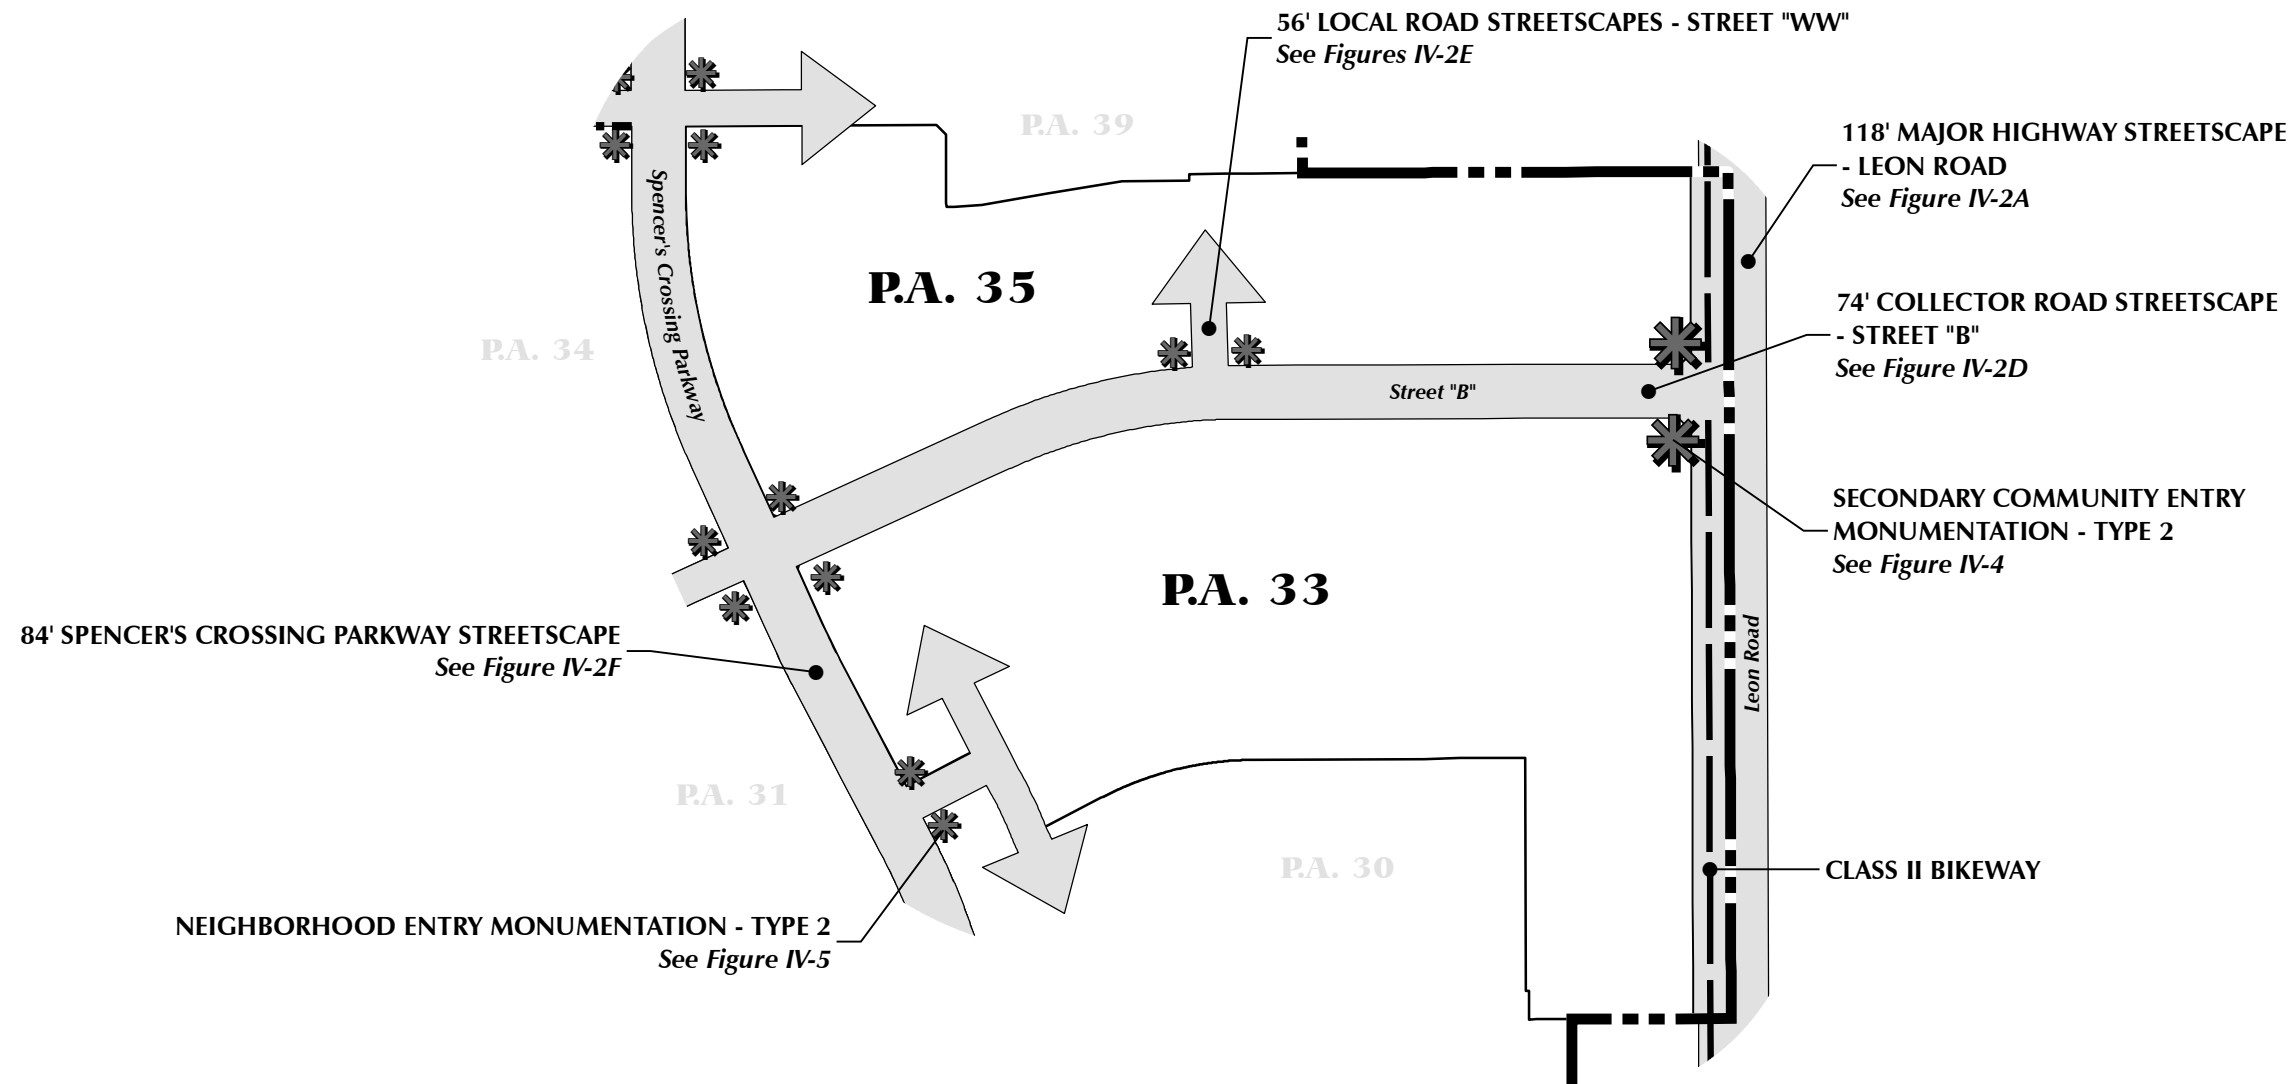 56' LOCAL ROAD STREETSCAPES - STREET "WW"
See Figures IV-2E
P.A. 39
118' MAJOR HIGHWAY STREETSCAPE
- LEON ROAD
See Figure IV-2A
Spencer's Crossing Parkway
P.A. 35
74' COLLECTOR ROAD STREETSCAPE
- STREET "B"
See Figure IV-2D
P.A. 34
Street "B"
SECONDARY COMMUNITY ENTRY
MONUMENTATION - TYPE 2
See Figure IV-4
P.A. 33
84' SPENCER'S CROSSING PARKWAY STREETSCAPE
See Figure IV-2F
Leon Road
P.A. 31
P.A. 30
CLASS II BIKEWAY
NEIGHBORHOOD ENTRY MONUMENTATION - TYPE 2
See Figure IV-5